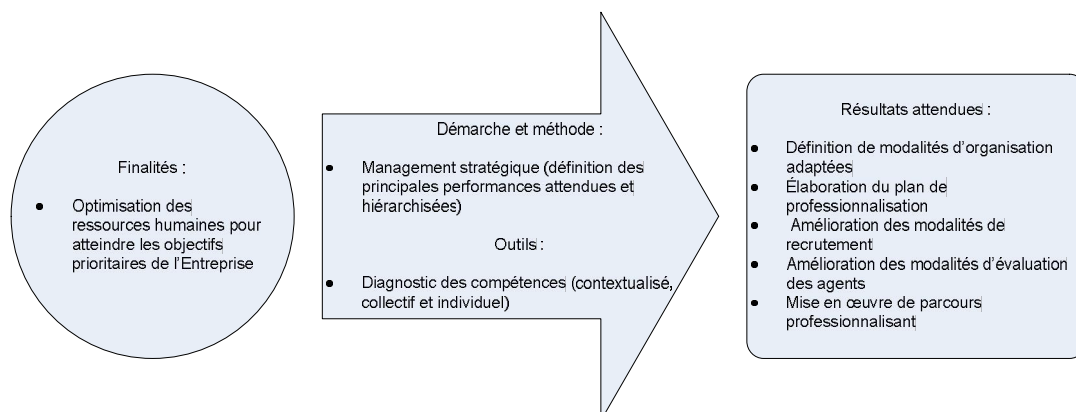 Finalités :
• Optimisation des
ressources humaines pour
atteindre les objectifs
prioritaires de l’Entreprise
Démarche et méthode :
• Management stratégique (définition des
principales performances attendues et
hiérarchisées)
Outils :
• Diagnostic des compétences (contextualisé,
collectif et individuel)
Résultats attendues :
• Définition de modalités d’organisation
adaptées
• Élaboration du plan de
professionnalisation
• Amélioration des modalités de
recrutement
• Amélioration des modalités d’évaluation
des agents
• Mise en œuvre de parcours
professionnalisant